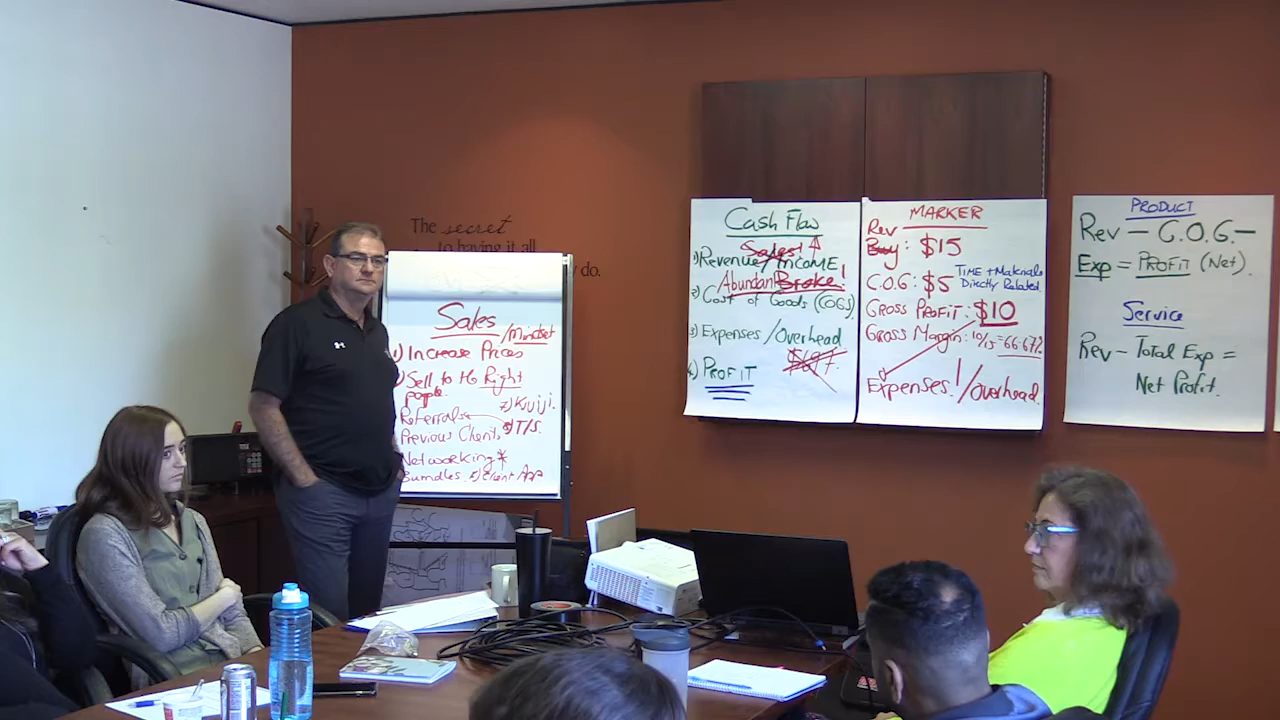 The secret
to having it all
do.
Sales
/Mindset
1) Increase Prices
2) Sell to the Right
people.
Referrals
7) Kijiji.
Previous Clients
6) T/S.
Networking *
Bundles. 5) Client App
Cash Flow
Sales!
1) Revenue/INCOME
Abundant Broke!
2) Cost of Goods (COGS)
3) Expenses/Overhead
4) PROFIT
MARKER
Rev
Buy: $15
C.O.G: $5 TIME + Materials
Directly Related.
GROSS PROFIT: $10
Gross Margin: 10/15 = 66.67%
Expenses!/Overhead.
PRODUCT
Rev – C.O.G. –
Exp = PROFIT (Net).
Service
Rev - Total Exp =
Net Profit.